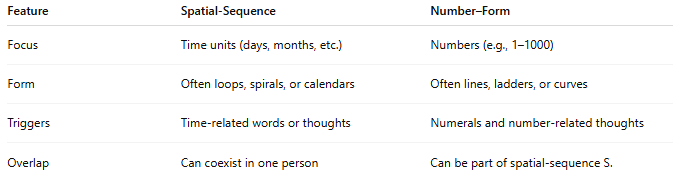 Feature Spatial-Sequence Number–Form
Focus Time units (days, months, etc.) Numbers (e.g., 1–1000)
Form Often loops, spirals, or calendars Often lines, ladders, or curves
Triggers Time-related words or thoughts Numerals and number-related thoughts
Overlap Can coexist in one person Can be part of spatial-sequence S.